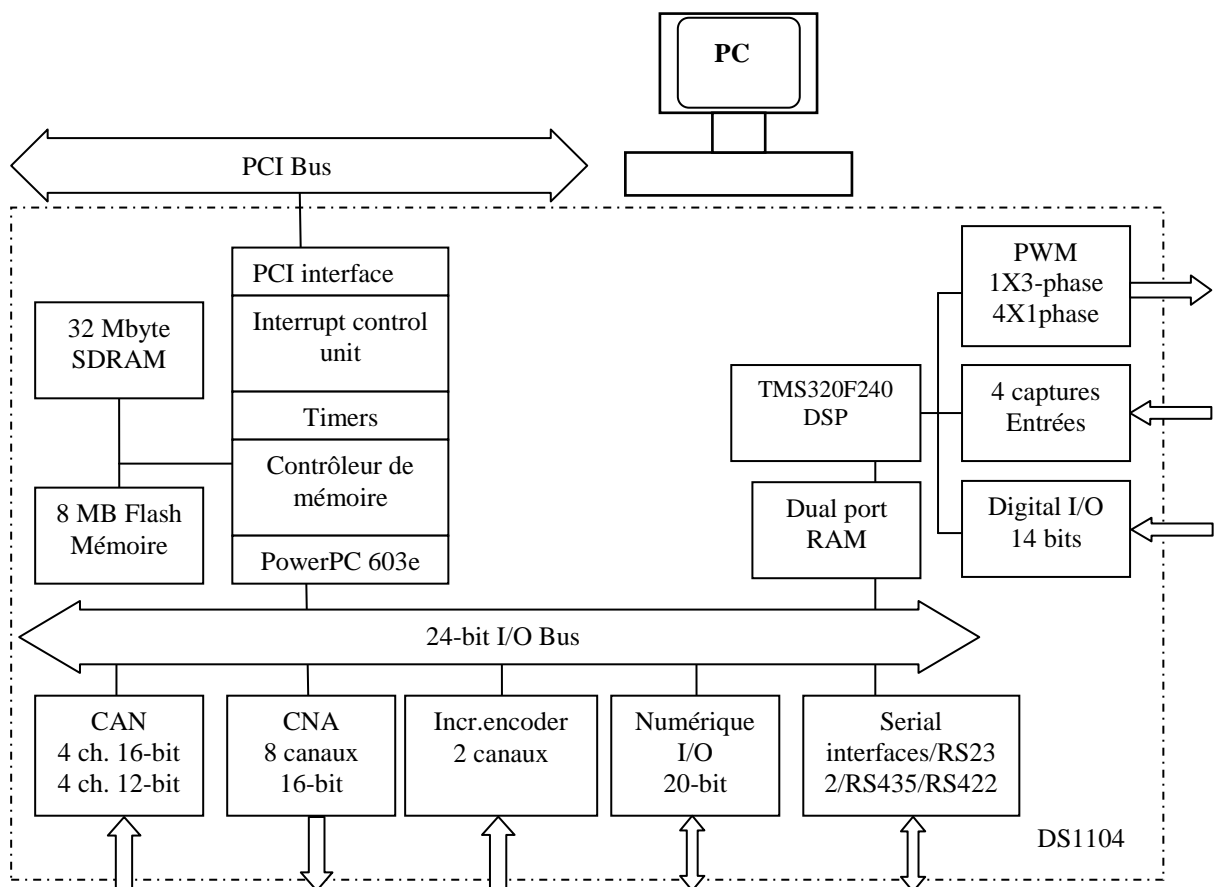 PC
PCI Bus
PCI interface
Interrupt control
unit
Timers
Contrôleur de
mémoire
PowerPC 603e
32 Mbyte
SDRAM
8 MB Flash
Mémoire
TMS320F240
DSP
Dual port
RAM
PWM
1X3-phase
4X1phase
4 captures
Entrées
Digital I/O
14 bits
24-bit I/O Bus
CAN
4 ch. 16-bit
4 ch. 12-bit
CNA
8 canaux
16-bit
Incr.encoder
2 canaux
Numérique
I/O
20-bit
Serial
interfaces/RS23
2/RS435/RS422
DS1104